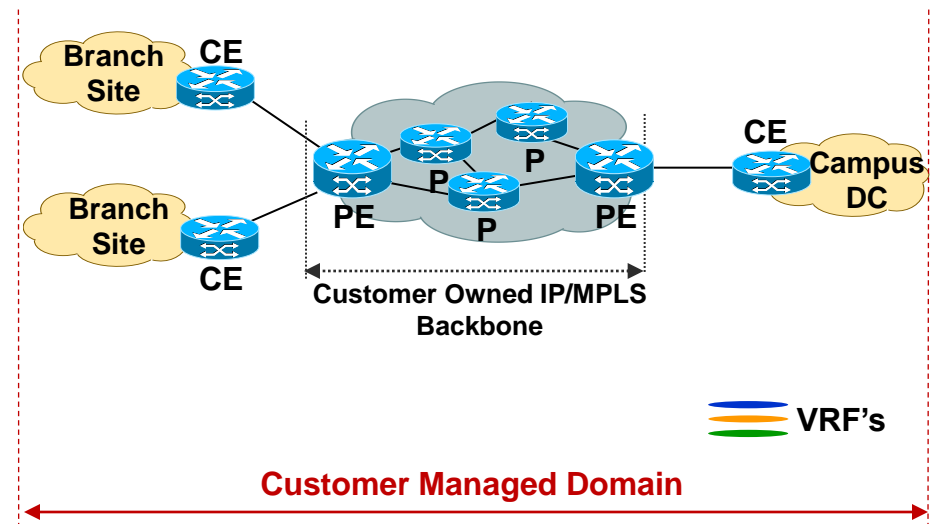 Branch
Site
CE
CE
Campus
DC
P
P
P
PE
PE
Branch
Site
CE
Customer Owned IP/MPLS
Backbone
VRF's
Customer Managed Domain